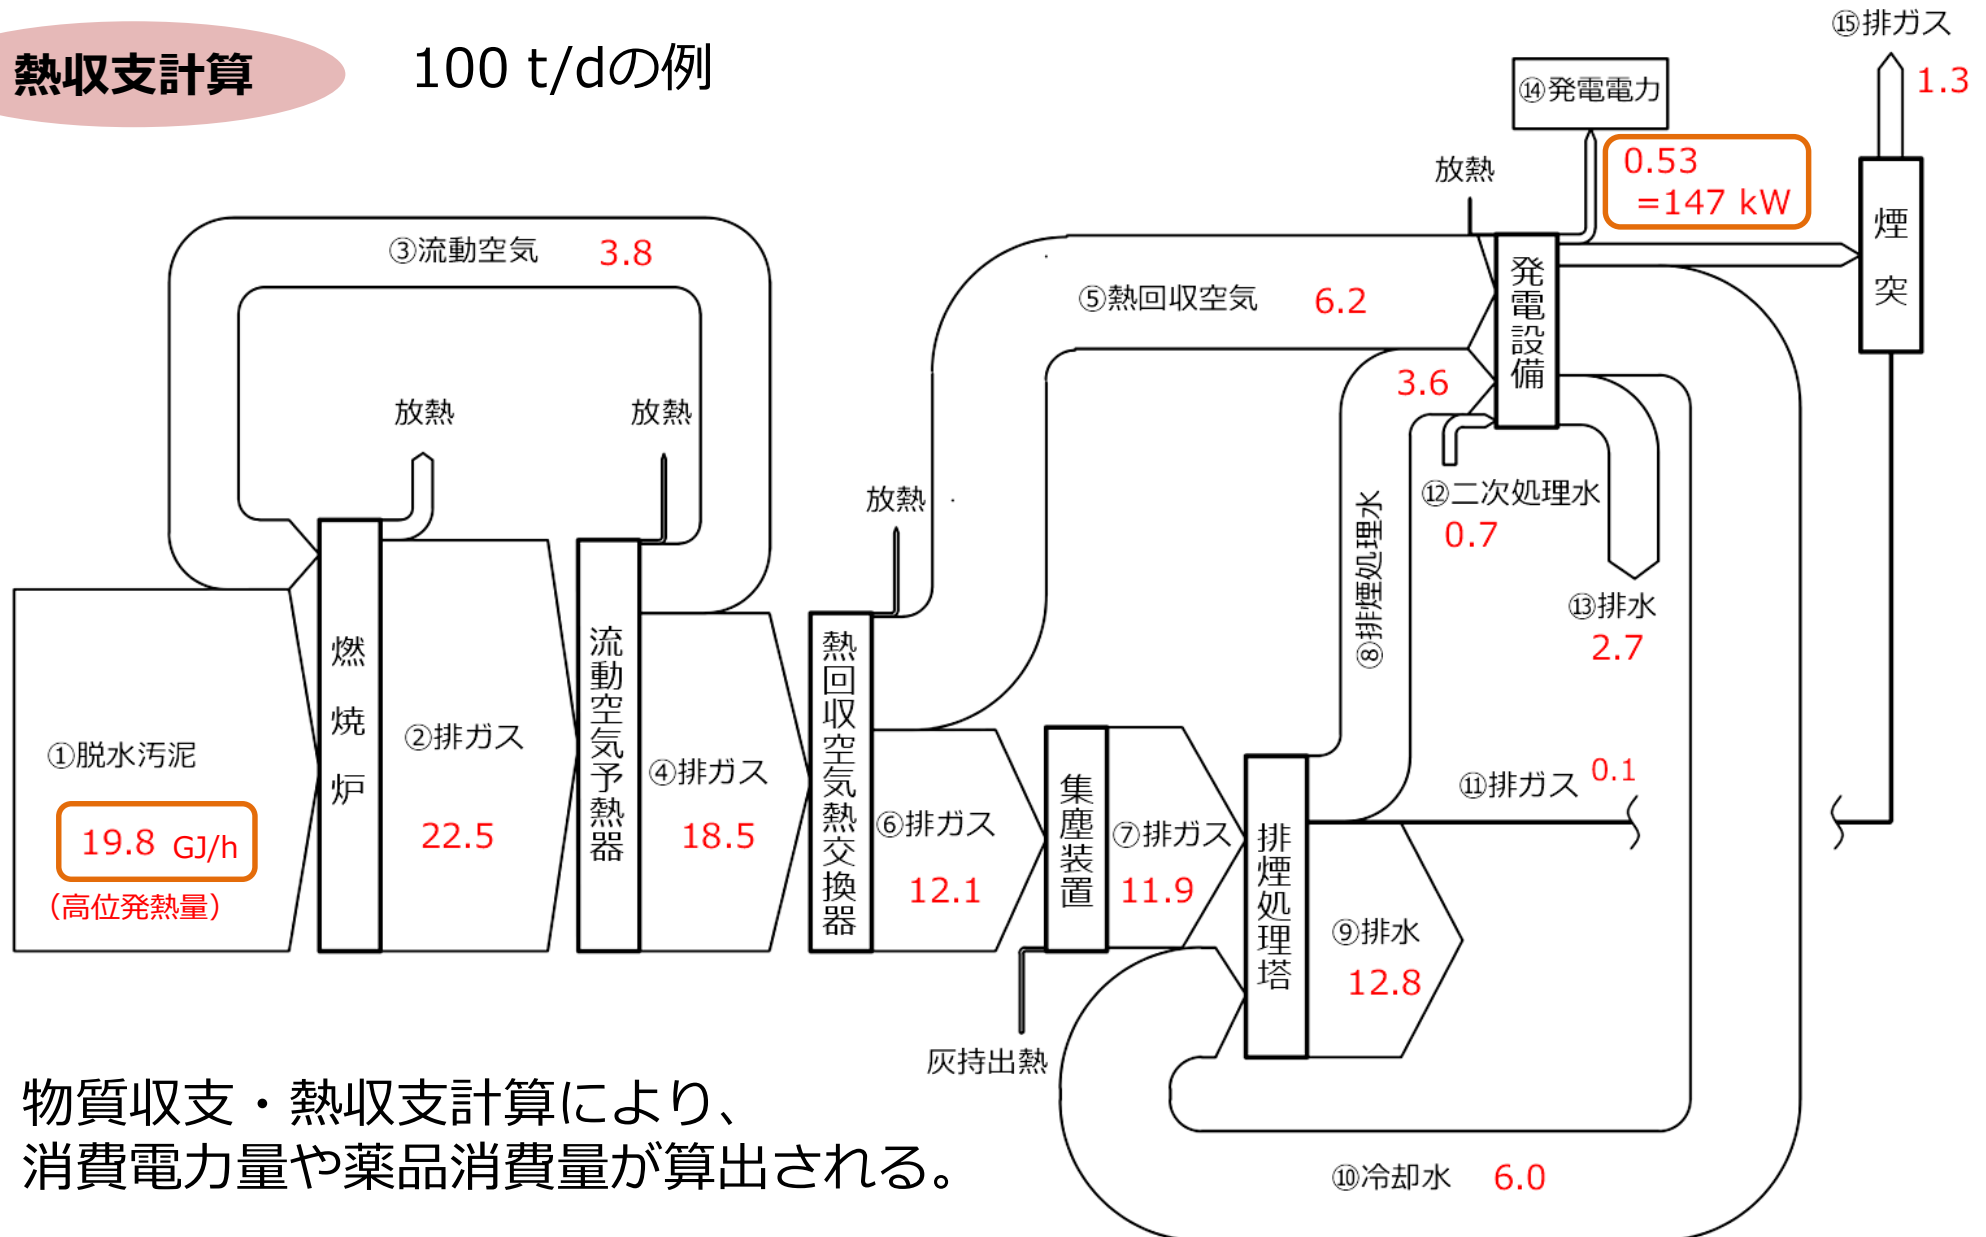 熱収支計算
100 t/dの例
⑮排ガス
1.3
⑭発電電力
0.53
=147 kW
放熱
煙突
③流動空気 3.8
⑤熱回収空気 6.2
発電設備
3.6
放熱
放熱
放熱
⑫二次処理水
0.7
⑧排煙処理水
⑬排水
2.7
燃焼炉
流動空気予熱器
熱回収空気熱交換器
①脱水汚泥
19.8 GJ/h
(高位発熱量)
②排ガス
22.5
④排ガス
18.5
⑥排ガス
12.1
集塵装置
⑦排ガス
11.9
排煙処理塔
⑪排ガス 0.1
⑨排水
12.8
灰持出熱
⑩冷却水 6.0
物質収支・熱収支計算により、
消費電力量や薬品消費量が算出される。